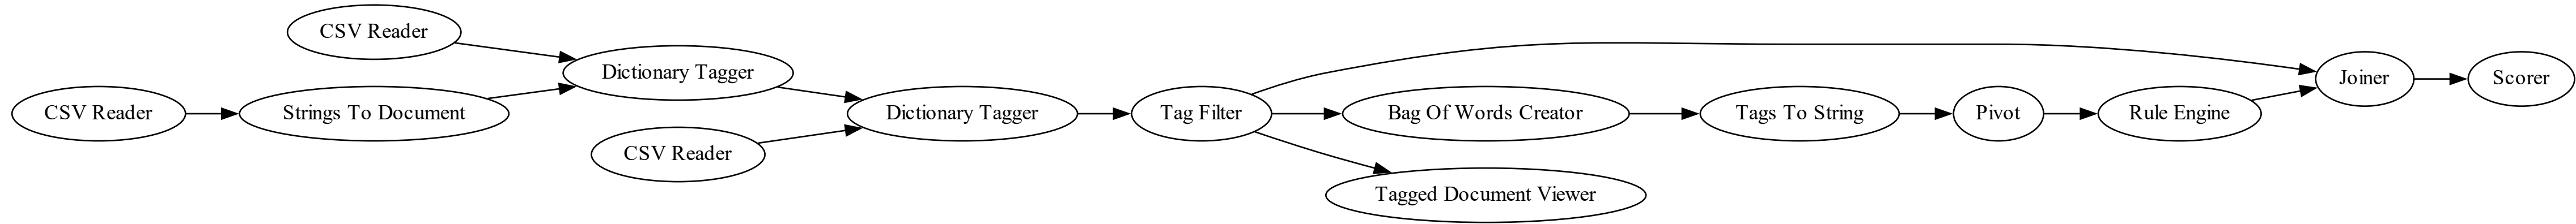 CSV Reader
CSV Reader
Strings To Document
Dictionary Tagger
CSV Reader
Dictionary Tagger
Tag Filter
Bag Of Words Creator
Tagged Document Viewer
Tags To String
Pivot
Rule Engine
Joiner
Scorer